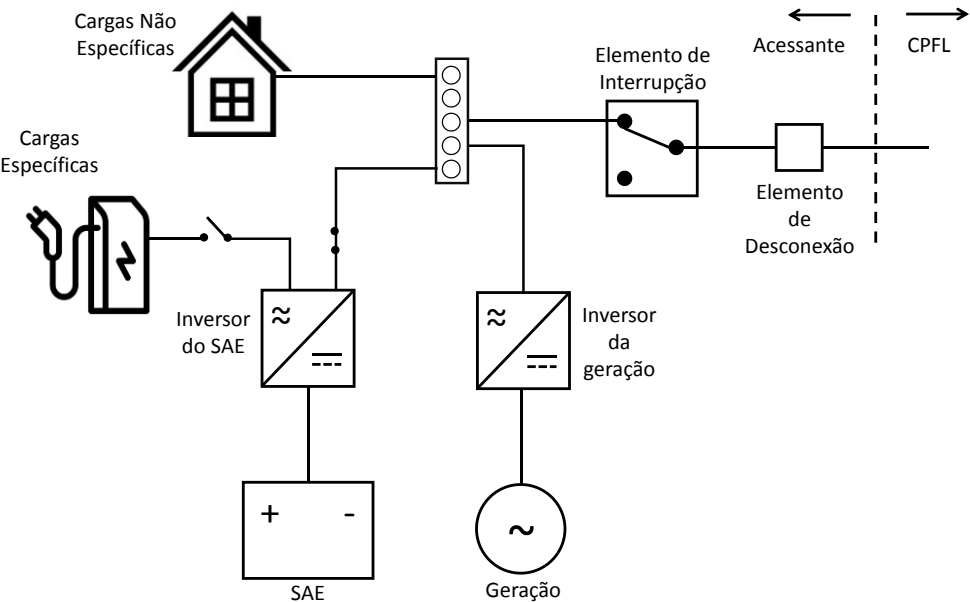 Cargas Não
Específicas
Acessante
CPFL
Elemento de
Interrupção
Cargas
Específicas
Elemento
de
Desconexão
Inversor
do SAE
Inversor
da
geração
+ -
~
SAE
Geração